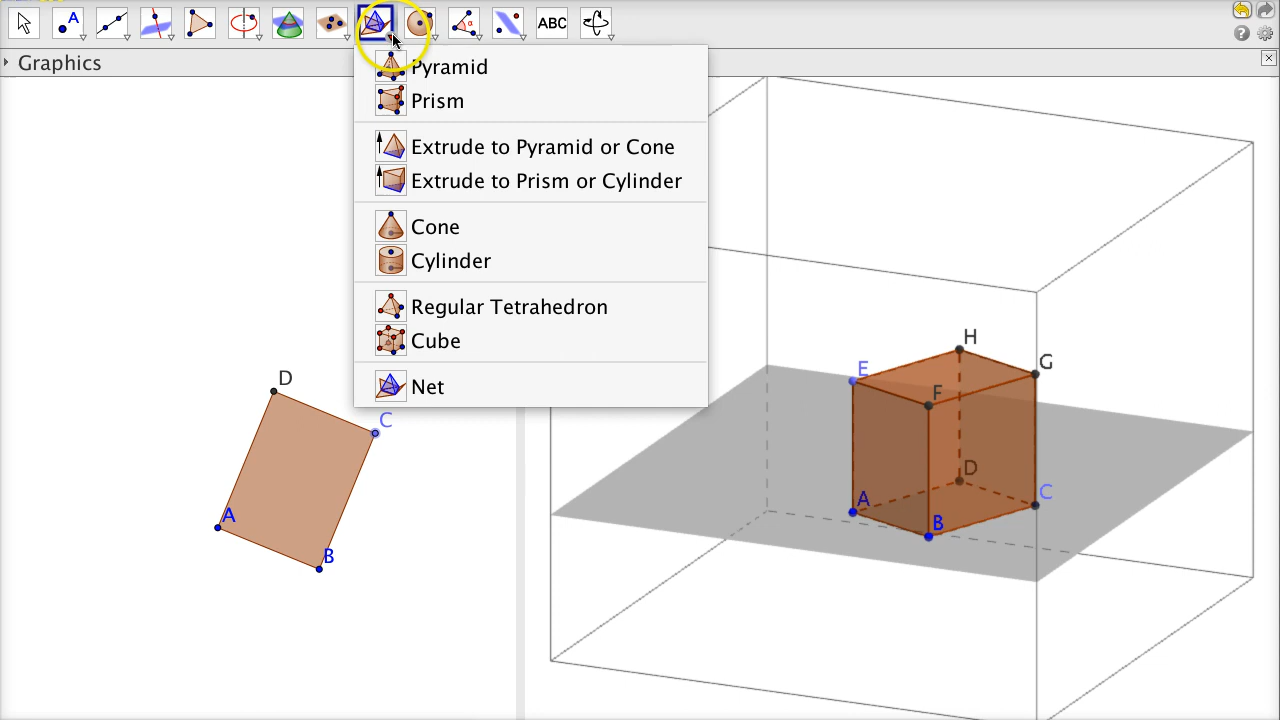 A
ABC
α
?
Graphics
Pyramid
Prism
Extrude to Pyramid or Cone
Extrude to Prism or Cylinder
Cone
Cylinder
Regular Tetrahedron
Cube
Net
D
C
A
B
H
E
G
F
D
A
C
B